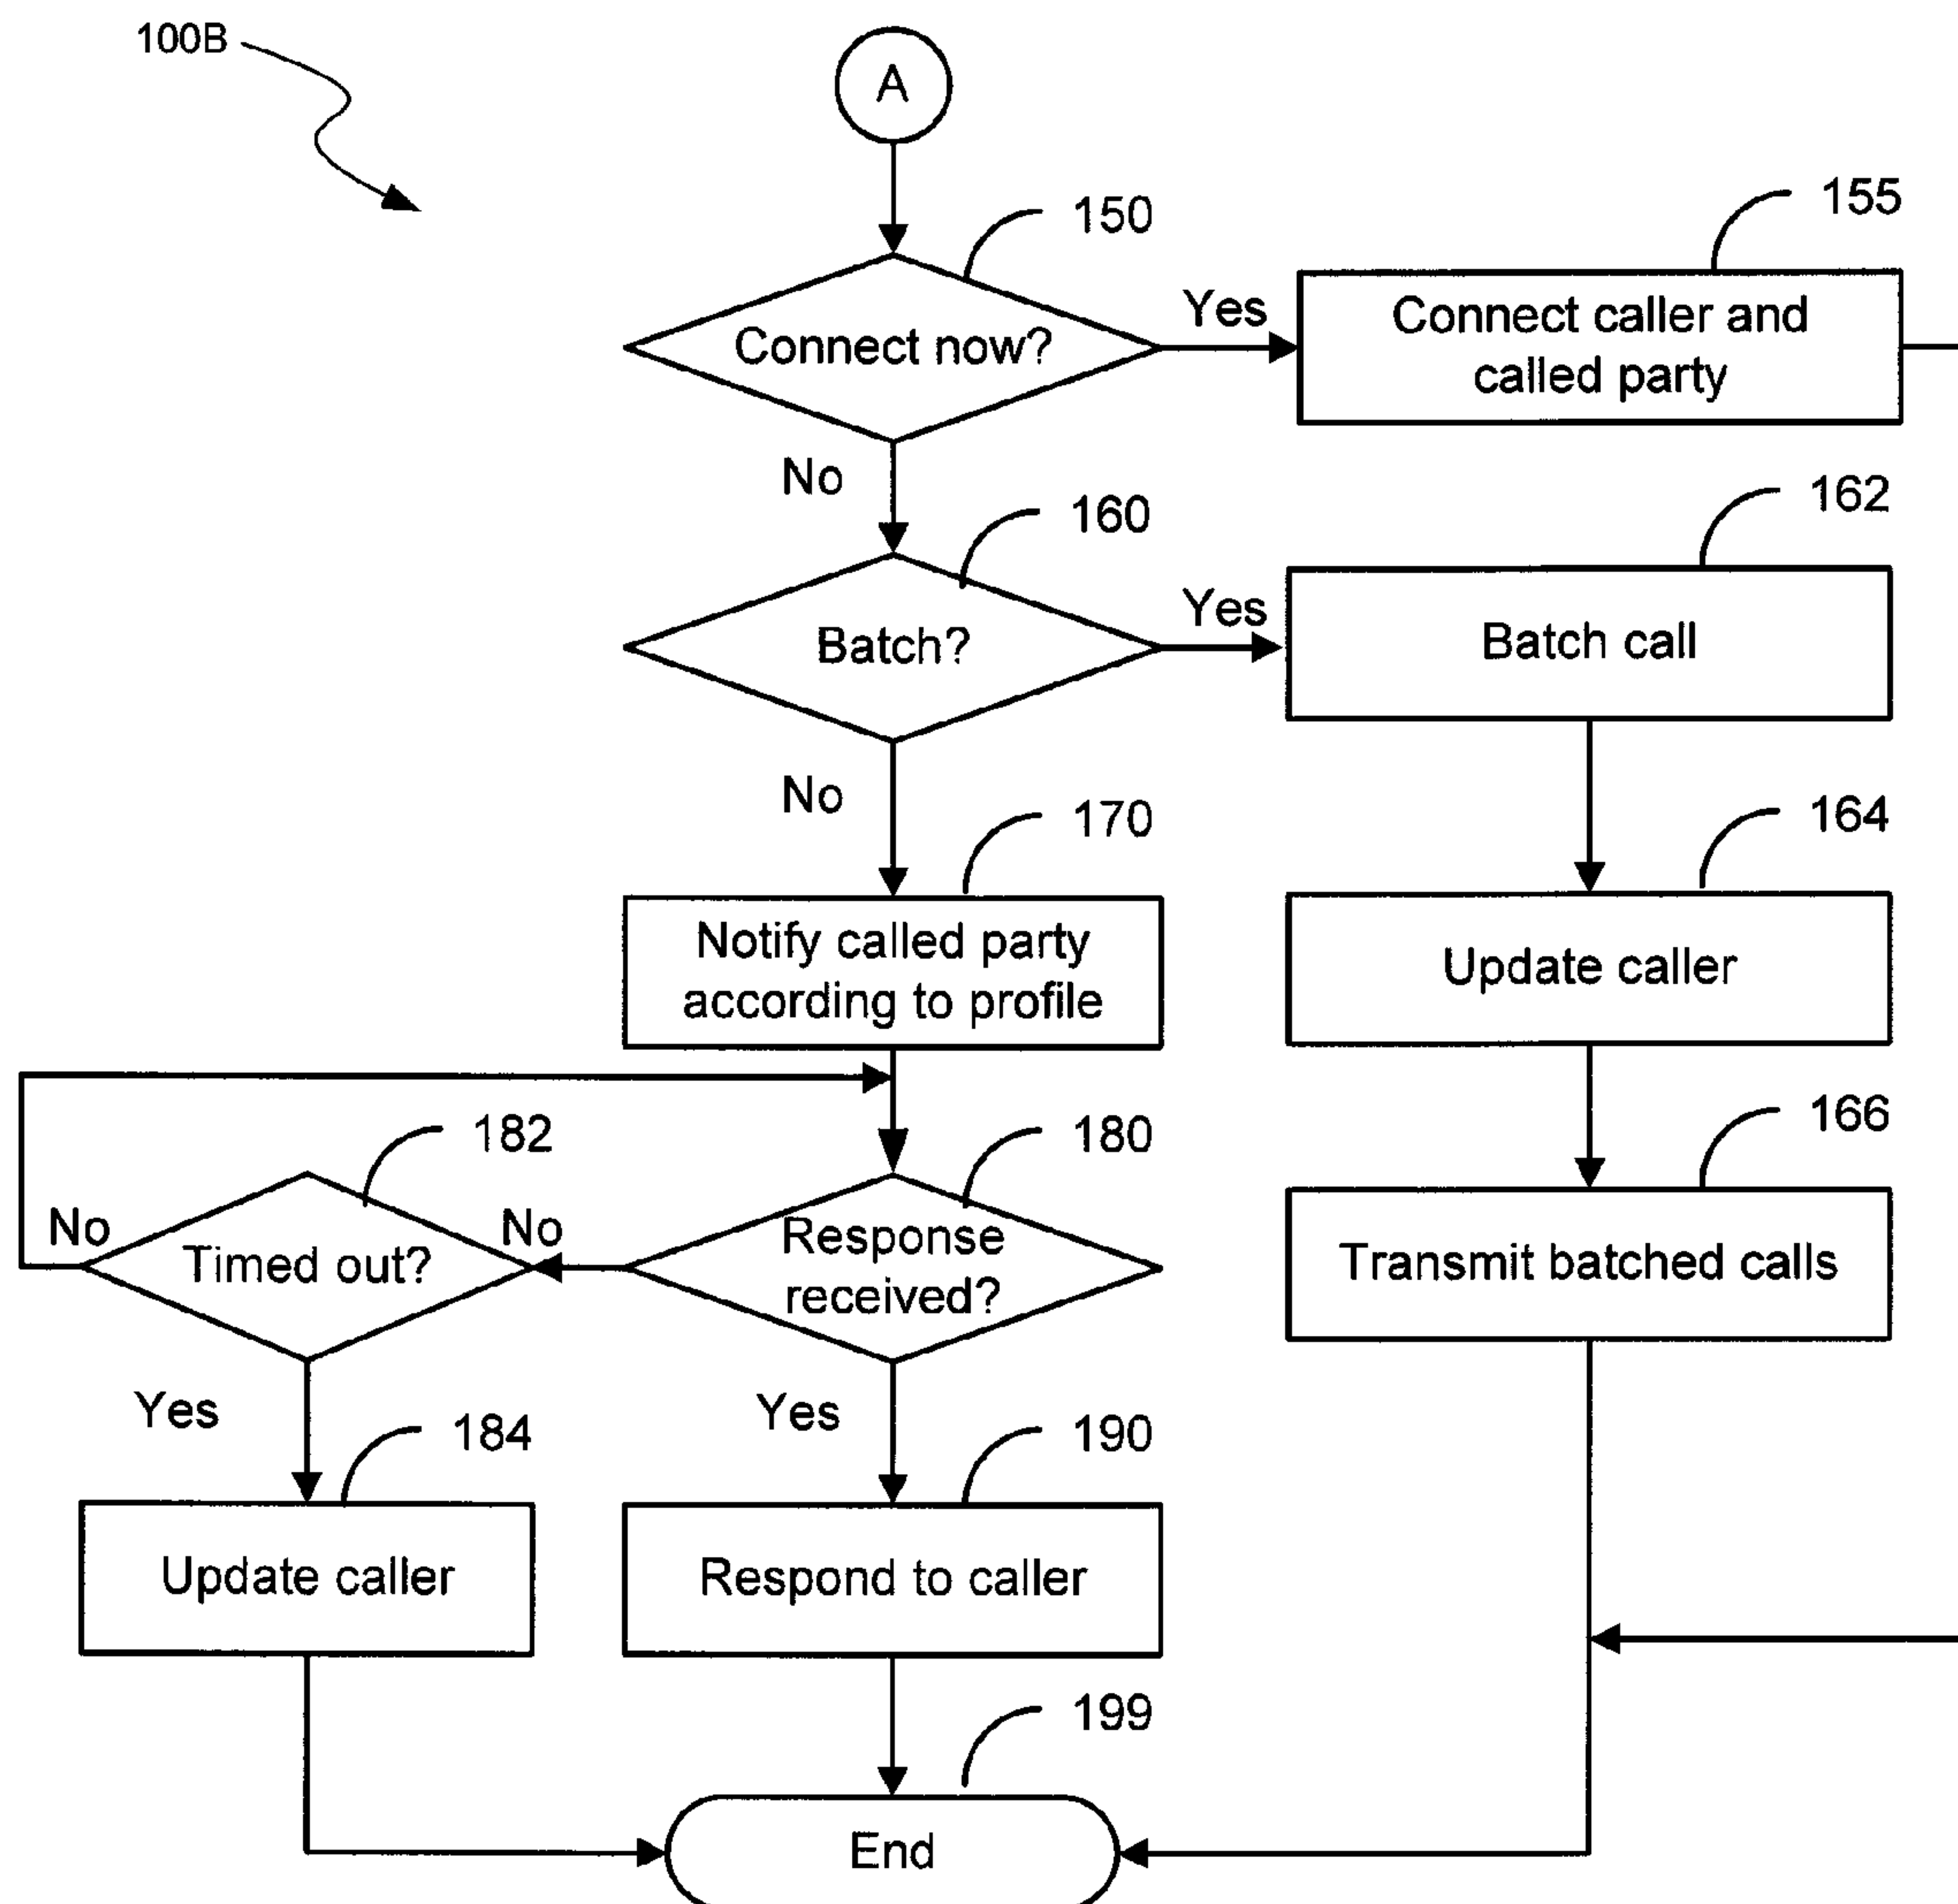 100B
A
150
155
Connect now?
Yes
Connect caller and
called party
No
160
162
Batch?
Yes
Batch call
No
170
164
Notify called party
according to profile
Update caller
182
180
166
No
Timed out?
No
Response
received?
Transmit batched calls
Yes
184
Yes
190
Update caller
Respond to caller
199
End